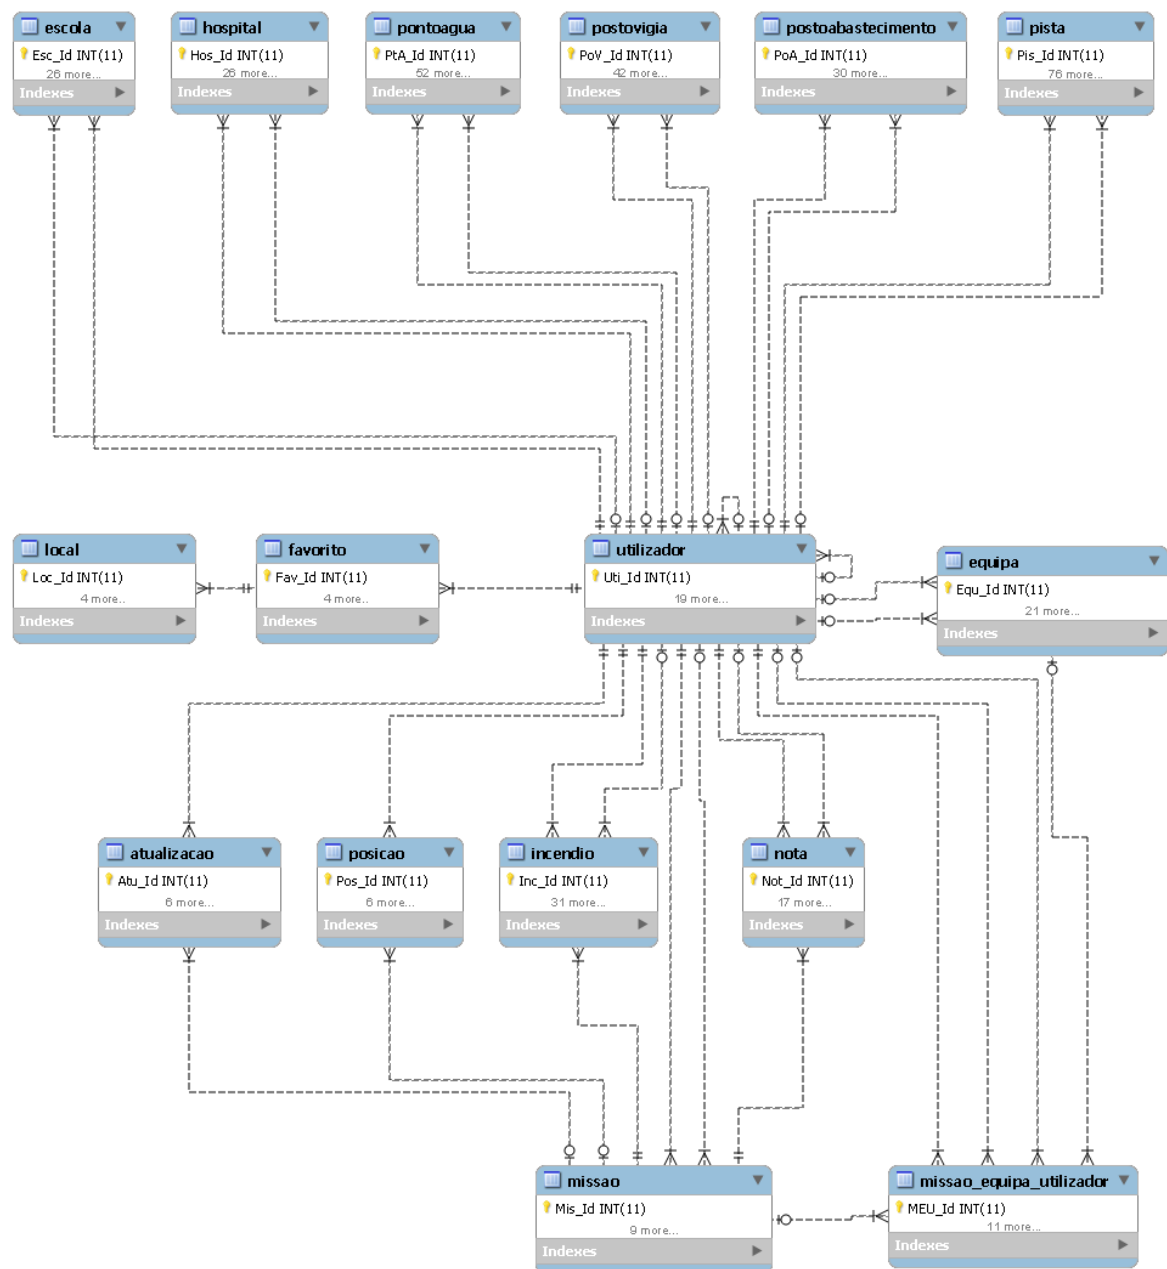 escola
Esc_Id INT(11)
26 more...
Indexes
hospital
Hos_Id INT(11)
26 more...
Indexes
pontoagua
PtA_Id INT(11)
52 more...
Indexes
postovigia
PoV_Id INT(11)
42 more...
Indexes
postoabastecimento
PoA_Id INT(11)
30 more...
Indexes
pista
Pis_Id INT(11)
76 more...
Indexes
local
Loc_Id INT(11)
4 more...
Indexes
favorito
Fav_Id INT(11)
4 more...
Indexes
utilizador
Uti_Id INT(11)
19 more...
Indexes
equipa
Equ_Id INT(11)
21 more...
Indexes
atualizacao
Atu_Id INT(11)
6 more...
Indexes
posicao
Pos_Id INT(11)
6 more...
Indexes
incendio
Inc_Id INT(11)
31 more...
Indexes
nota
Not_Id INT(11)
17 more...
Indexes
missao
Mis_Id INT(11)
9 more...
Indexes
missao_equipa_utilizador
MEU_Id INT(11)
11 more...
Indexes